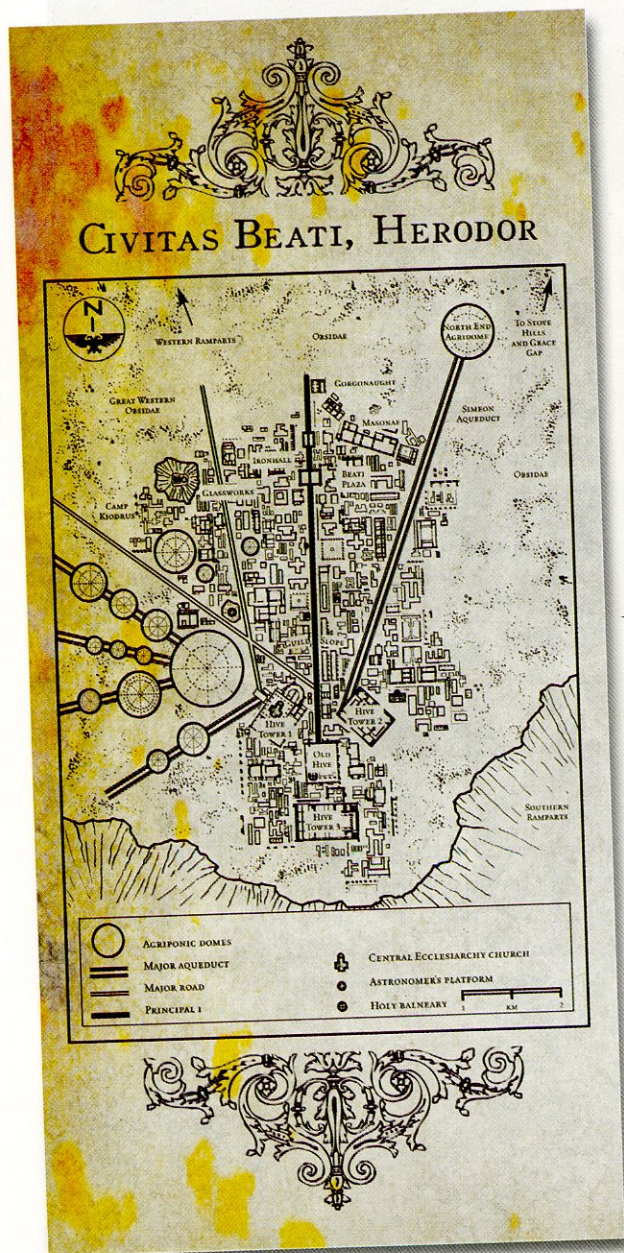 CIVITAS BEATI, HERODOR
N
WESTERN RAMPARTS
OBSIDAE
NORTH END
AGRIDOME
TO STOVE
HILLS
AND GRACE
GAP
GREAT WESTERN
OBSIDAE
GORGONAUGHT
MASONAE
SIMEON
AQUEDUCT
IRONHALL
BEATI
PLAZA
OBSIDAE
GLASSWORKS
CAMP
KIODRUS
GUILD SLOPE
HIVE
TOWER 1
HIVE
TOWER 2
OLD
HIVE
HIVE
TOWER 3
SOUTHERN
RAMPARTS
AGRIPONIC DOMES
MAJOR AQUEDUCT
MAJOR ROAD
PRINCIPAL I
CENTRAL ECCLESIARCHY CHURCH
ASTRONOMER'S PLATFORM
HOLY BALNEARY
1 KM 2